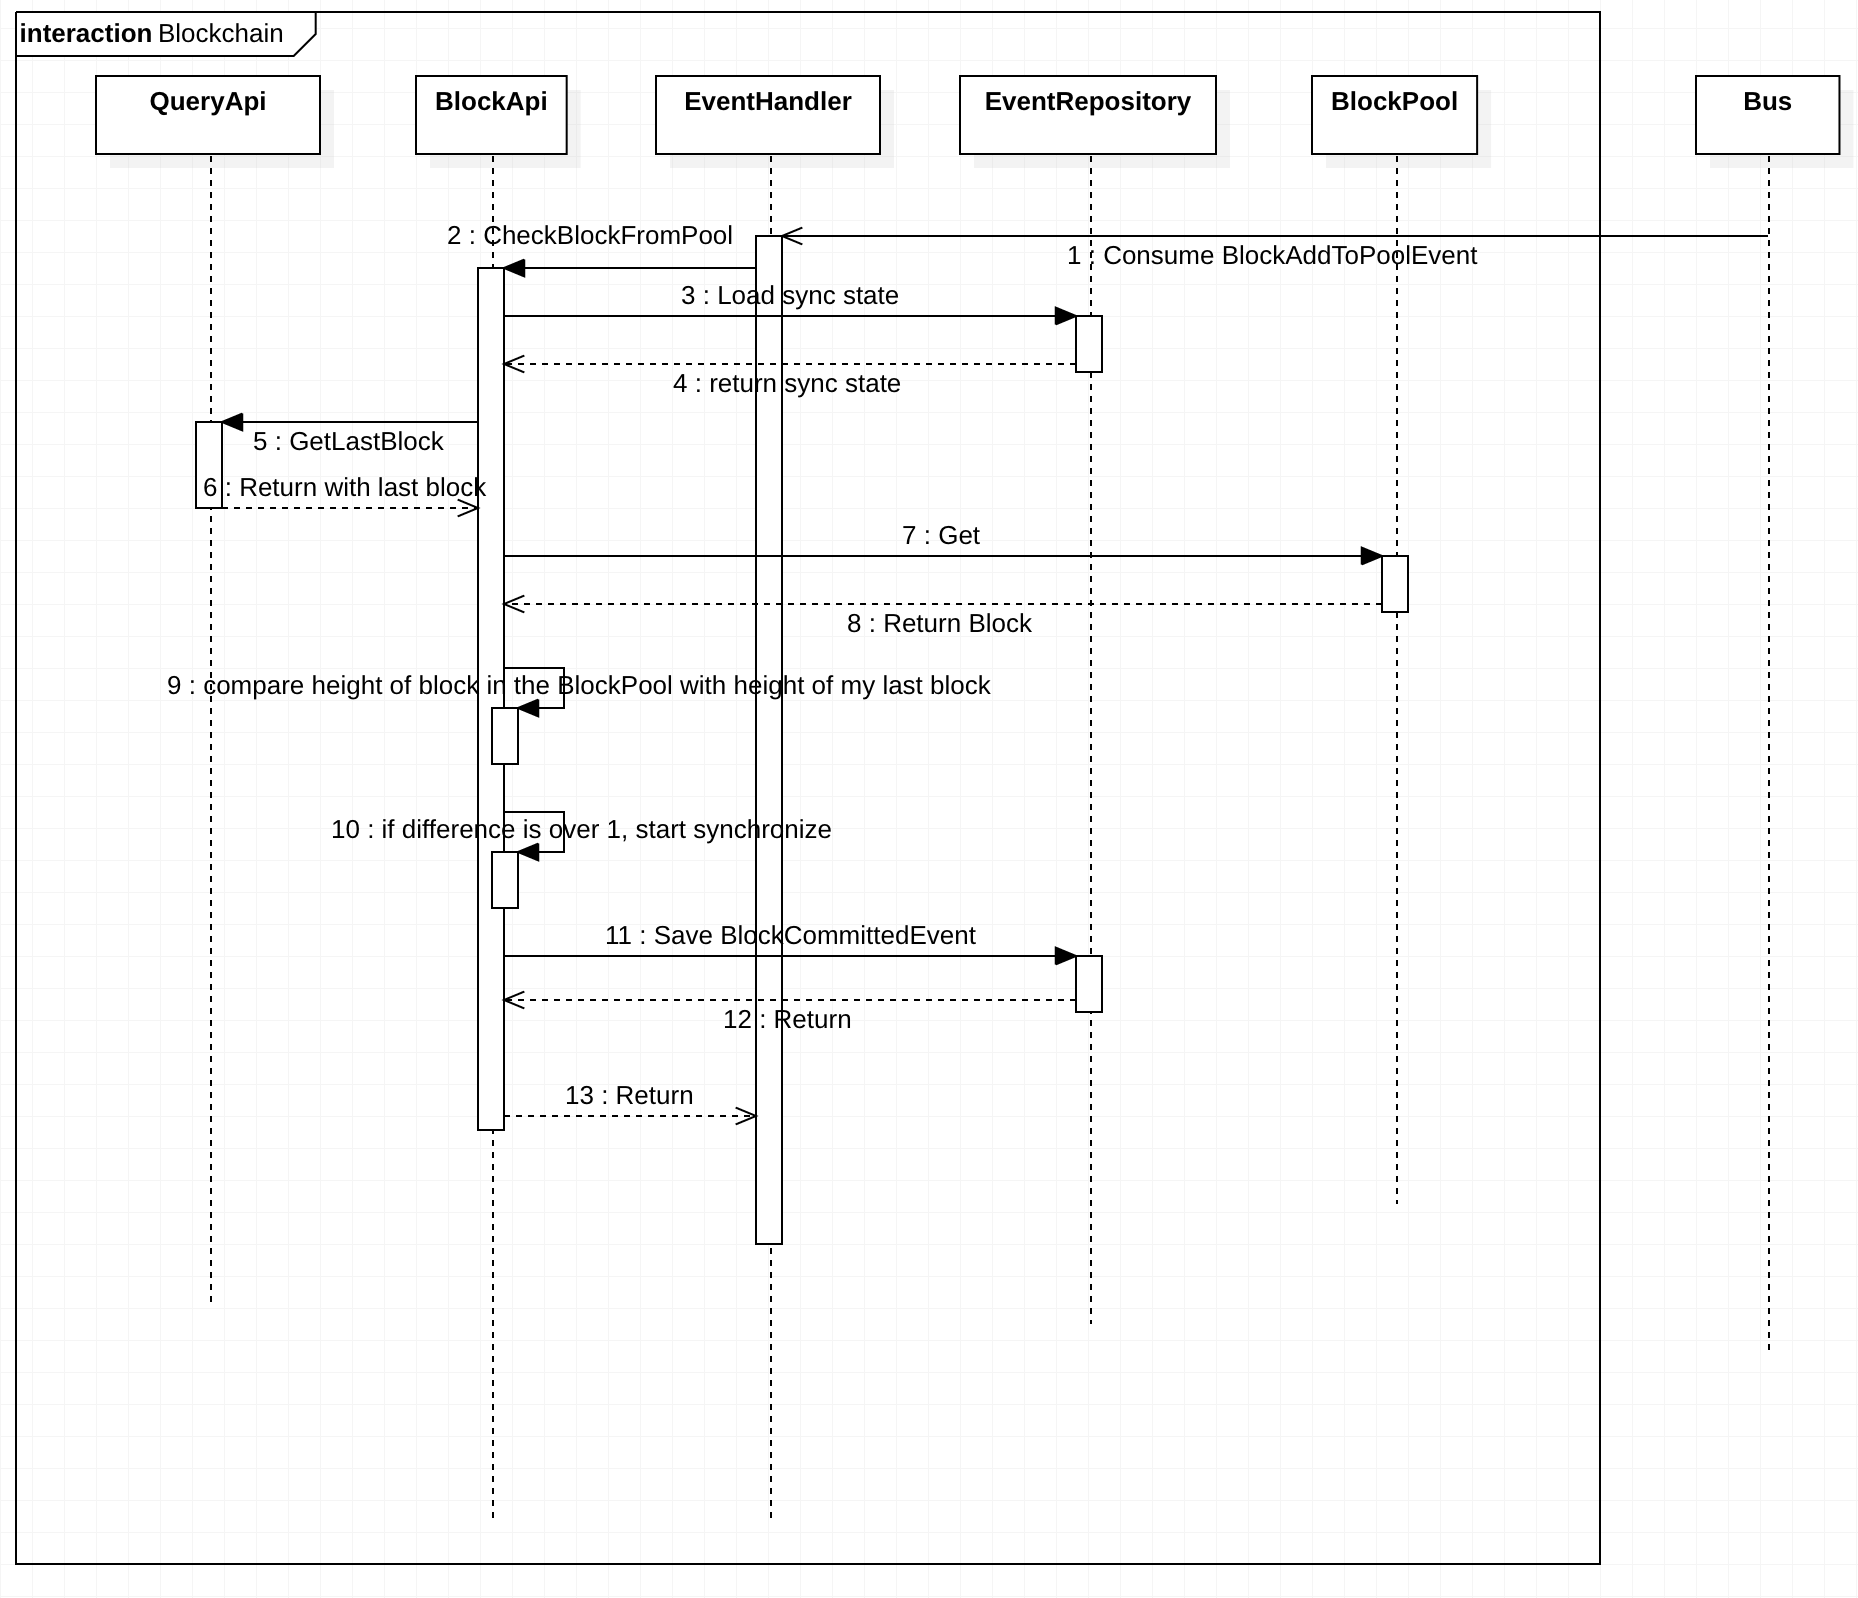 interaction Blockchain
QueryApi
BlockApi
EventHandler
EventRepository
BlockPool
Bus
2 : CheckBlockFromPool
1 : Consume BlockAddToPoolEvent
3 : Load sync state
4 : return sync state
5 : GetLastBlock
6 : Return with last block
7 : Get
8 : Return Block
9 : compare height of block in the BlockPool with height of my last block
10 : if difference is over 1, start synchronize
11 : Save BlockCommittedEvent
12 : Return
13 : Return